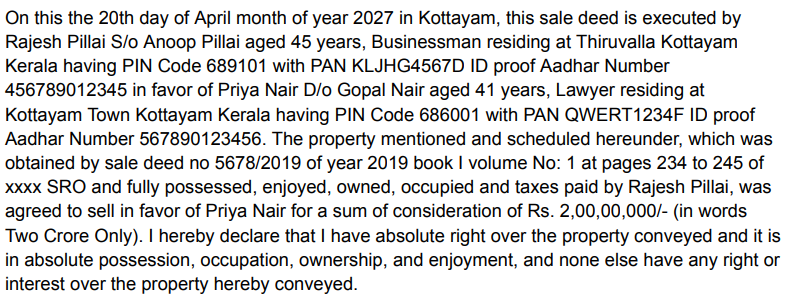 On this the 20th day of April month of year 2027 in Kottayam, this sale deed is executed by
Rajesh Pillai S/o Anoop Pillai aged 45 years, Businessman residing at Thiruvalla Kottayam
Kerala having PIN Code 689101 with PAN KLJHG4567D ID proof Aadhar Number
456789012345 in favor of Priya Nair D/o Gopal Nair aged 41 years, Lawyer residing at
Kottayam Town Kottayam Kerala having PIN Code 686001 with PAN QWERT1234F ID proof
Aadhar Number 567890123456. The property mentioned and scheduled hereunder, which was
obtained by sale deed no 5678/2019 of year 2019 book I volume No: 1 at pages 234 to 245 of
xxxx SRO and fully possessed, enjoyed, owned, occupied and taxes paid by Rajesh Pillai, was
agreed to sell in favor of Priya Nair for a sum of consideration of Rs. 2,00,00,000/- (in words
Two Crore Only). I hereby declare that I have absolute right over the property conveyed and it is
in absolute possession, occupation, ownership, and enjoyment, and none else have any right or
interest over the property hereby conveyed.